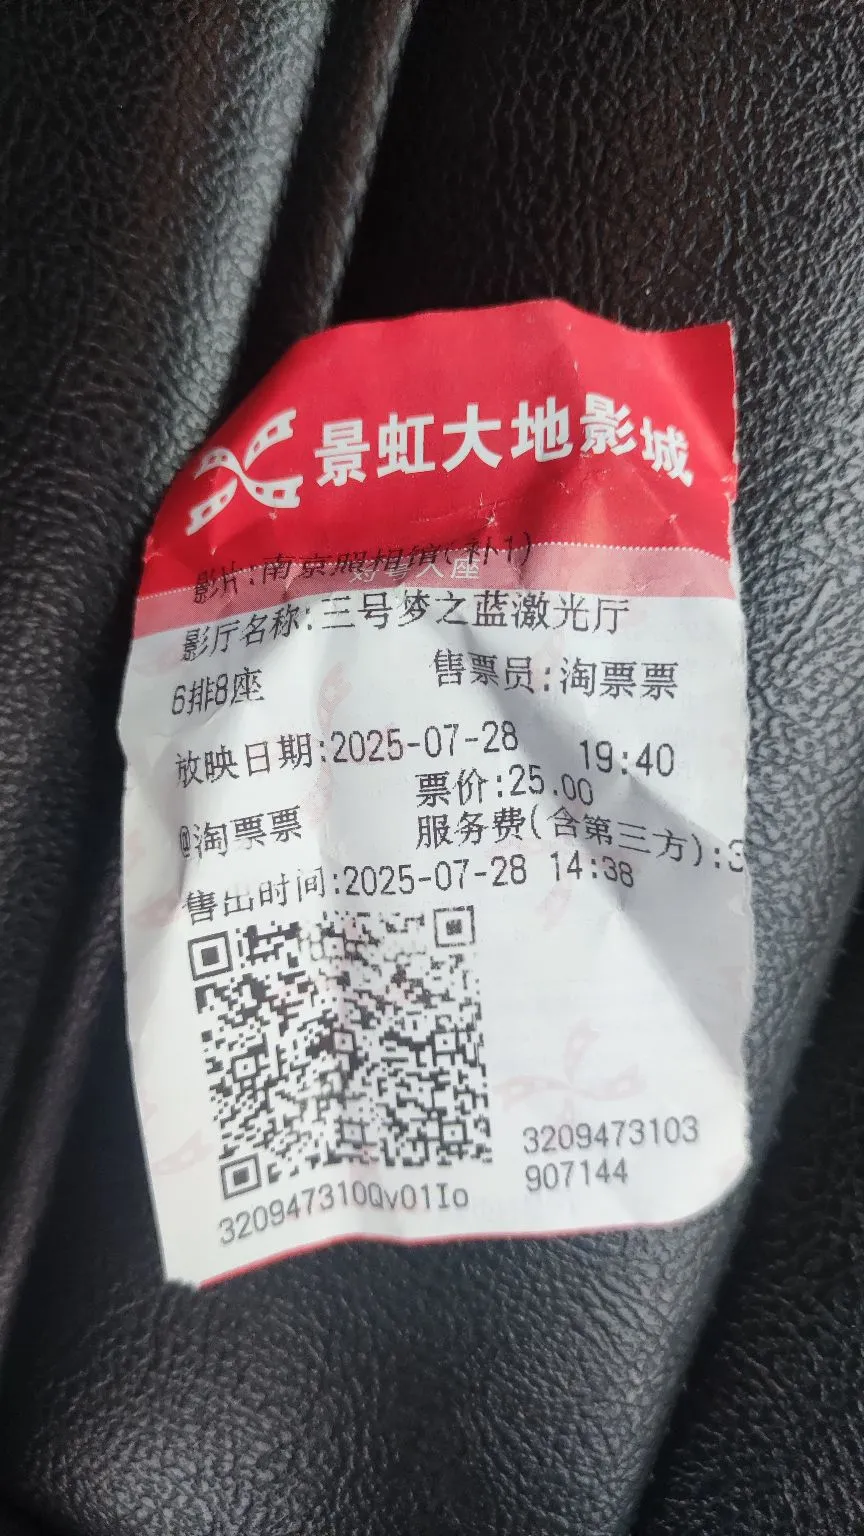 景虹大地影城
影片:南京照相馆(补1)
对号入座
影厅名称:三号梦之蓝激光厅
6排8座 售票员:淘票票
放映日期:2025-07-28 19:40
票价:25.00
@淘票票 服务费(含第三方):3
售出时间:2025-07-28 14:38
3209473103
907144
320947310Qv01Io